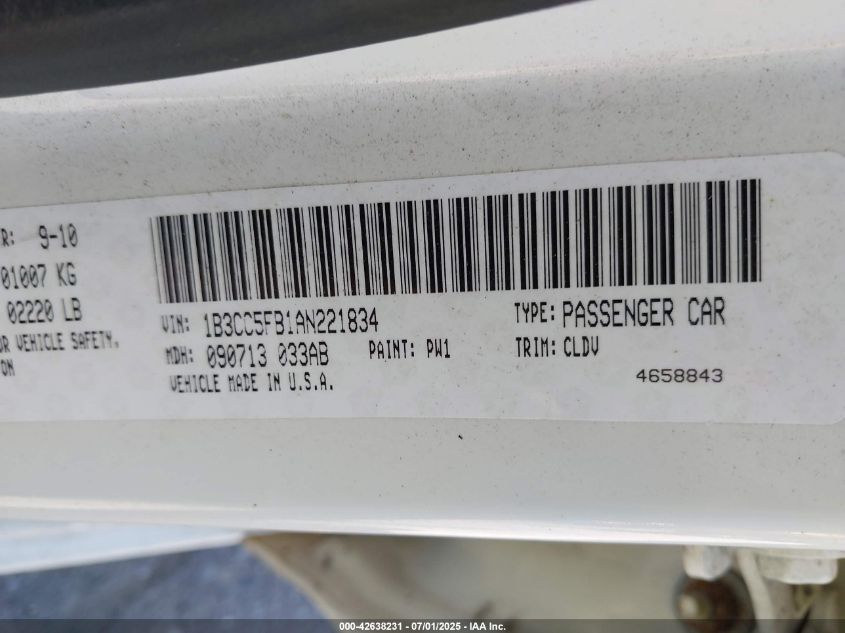 R: 9-10
01007 KG
02220 LB
OR VEHICLE SAFETY,
ON
VIN: 1B3CC5FB1AN221834
TYPE: PASSENGER CAR
MDH: 090713 033AB
PAINT: PW1
TRIM: CLDV
VEHICLE MADE IN U.S.A.
4658843
000-42638231 - 07/01/2025 - IAA Inc.